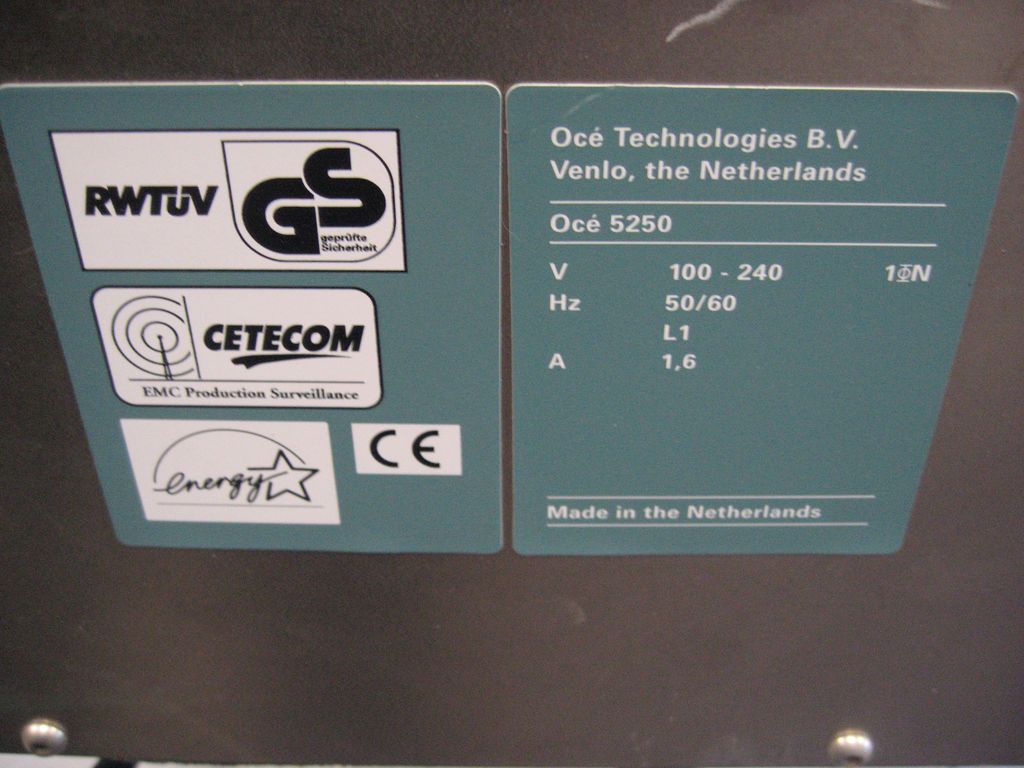 RWTÜV
GS
geprüfte
Sicherheit
CETECOM
EMC Production Surveillance
energy
CE
Océ Technologies B.V.
Venlo, the Netherlands
Océ 5250
V 100 - 240 1ΦN
Hz 50/60
L1
A 1,6
Made in the Netherlands